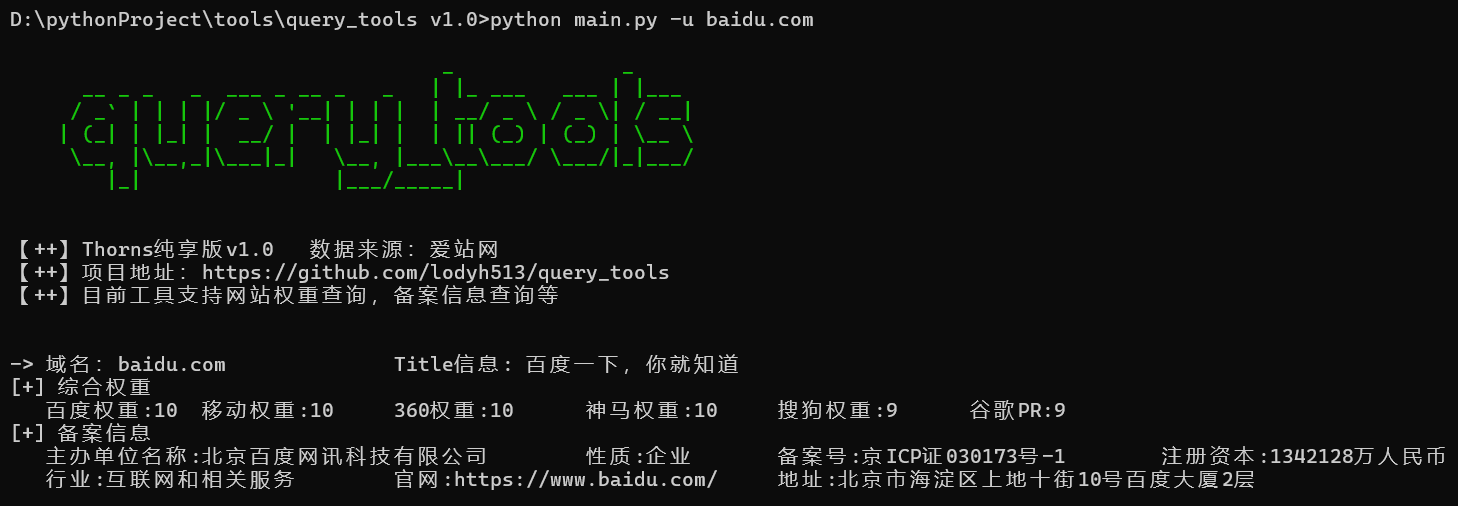 D:\pythonProject\tools\query_tools v1.0>python main.py -u baidu.com
query_tools
【++】Thorns纯享版v1.0 数据来源：爱站网
【++】项目地址：https://github.com/lodyh513/query_tools
【++】目前工具支持网站权重查询，备案信息查询等
-> 域名：baidu.com Title信息：百度一下，你就知道
[+] 综合权重
百度权重:10 移动权重:10 360权重:10 神马权重:10 搜狗权重:9 谷歌PR:9
[+] 备案信息
主办单位名称:北京百度网讯科技有限公司 性质:企业 备案号:京ICP证030173号-1 注册资本:1342128万人民币
行业:互联网和相关服务 官网:https://www.baidu.com/ 地址:北京市海淀区上地十街10号百度大厦2层